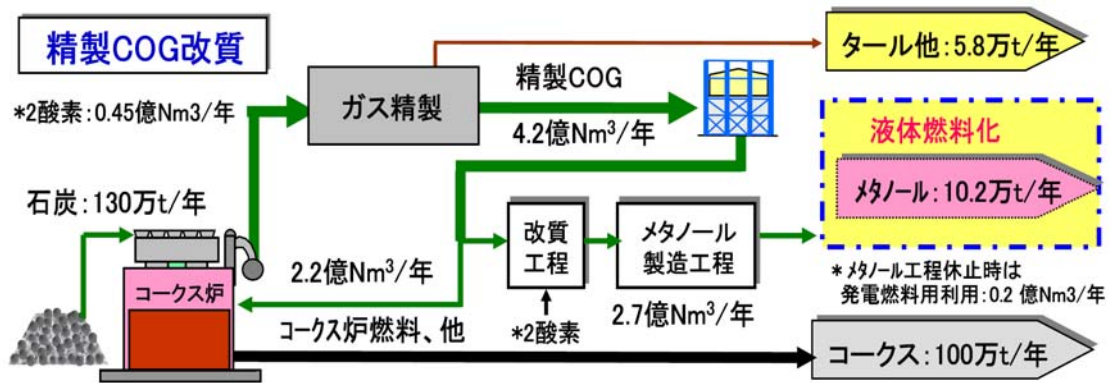 精製COG改質
*2酸素:0.45億Nm3/年
ガス精製
精製COG
4.2億Nm³/年
タール他:5.8万t/年
液体燃料化
メタノール:10.2万t/年
石炭:130万t/年
コークス炉
2.2億Nm³/年
コークス炉燃料、他
改質
工程
*2酸素
メタノール
製造工程
2.7億Nm³/年
* メタノール工程休止時は
発電燃料用利用:0.2 億Nm3/年
コークス:100万t/年